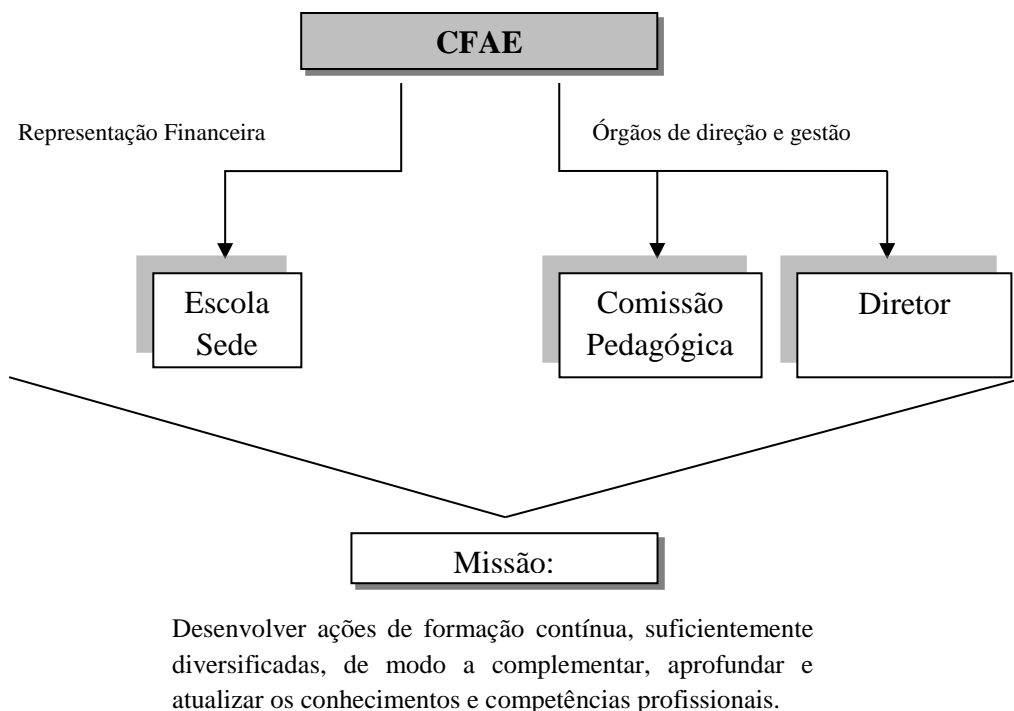 CFAE
Representação Financeira
Órgãos de direção e gestão
Escola
Sede
Comissão
Pedagógica
Diretor
Missão:
Desenvolver ações de formação contínua, suficientemente
diversificadas, de modo a complementar, aprofundar e
atualizar os conhecimentos e competências profissionais.